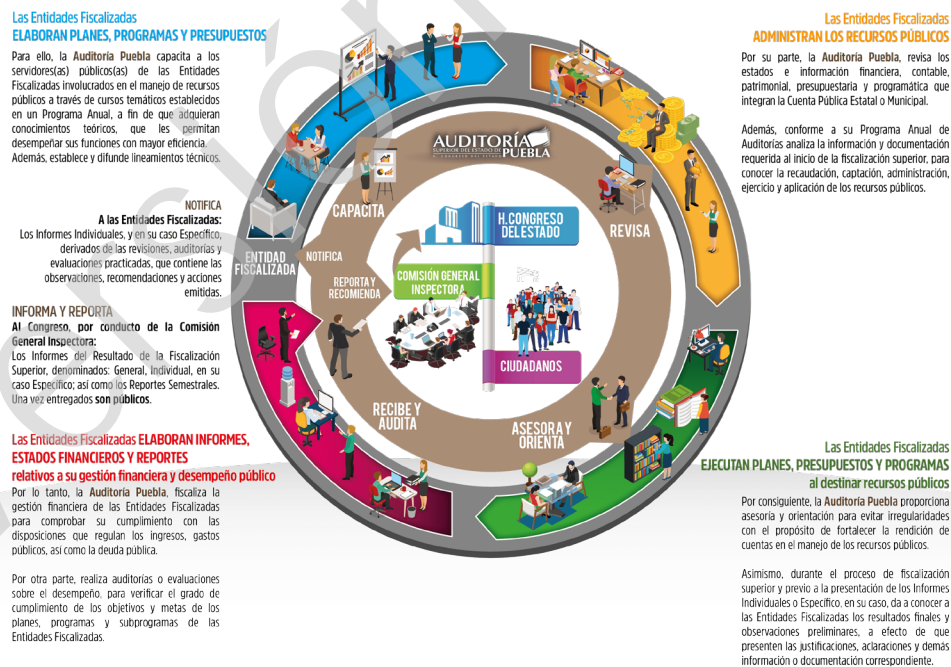 Las Entidades Fiscalizadas
ELABORAN PLANES, PROGRAMAS Y PRESUPUESTOS
Para ello, la Auditoría Puebla capacita a los
servidores(as) públicos(as) de las Entidades
Fiscalizadas involucrados en el manejo de recursos
públicos a través de cursos temáticos establecidos
en un Programa Anual, a fin de que adquieran
conocimientos teóricos, que les permitan
desempeñar sus funciones con mayor eficiencia.
Además, establece y difunde lineamientos técnicos.
NOTIFICA
A las Entidades Fiscalizadas:
Los Informes Individuales, y en su caso Específico,
derivados de las revisiones, auditorías y
evaluaciones practicadas, que contiene las
observaciones, recomendaciones y acciones
emitidas.
INFORMA Y REPORTA
Al Congreso, por conducto de la Comisión
General Inspectora:
Los Informes del Resultado de la Fiscalización
Superior, denominados: General, Individual, en su
caso Específico; así como los Reportes Semestrales.
Una vez entregados son públicos.
Las Entidades Fiscalizadas ELABORAN INFORMES,
ESTADOS FINANCIEROS Y REPORTES
relativos a su gestión financiera y desempeño público
Por lo tanto, la Auditoría Puebla, fiscaliza la
gestión financiera de las Entidades Fiscalizadas
para comprobar su cumplimiento con las
disposiciones que regulan los ingresos, gastos
públicos, así como la deuda pública.
Por otra parte, realiza auditorías o evaluaciones
sobre el desempeño, para verificar el grado de
cumplimiento de los objetivos y metas de los
planes, programas y subprogramas de las
Entidades Fiscalizadas.
AUDITORÍA
SUPERIOR DEL ESTADO DE PUEBLA
H. CONGRESO DEL ESTADO
CAPACITA
REVISA
ENTIDAD
FISCALIZADA
NOTIFICA
REPORTA Y
RECOMIENDA
H. CONGRESO
DEL ESTADO
COMISIÓN GENERAL
INSPECTORA
CIUDADANOS
RECIBE Y
AUDITA
ASESORA Y
ORIENTA
Las Entidades Fiscalizadas
ADMINISTRAN LOS RECURSOS PÚBLICOS
Por su parte, la Auditoría Puebla, revisa los
estados e información financiera, contable,
patrimonial, presupuestaria y programática que
integran la Cuenta Pública Estatal o Municipal.
Además, conforme a su Programa Anual de
Auditorías analiza la información y documentación
requerida al inicio de la fiscalización superior, para
conocer la recaudación, captación, administración,
ejercicio y aplicación de los recursos públicos.
Las Entidades Fiscalizadas
EJECUTAN PLANES, PRESUPUESTOS Y PROGRAMAS
al destinar recursos públicos
Por consiguiente, la Auditoría Puebla proporciona
asesoría y orientación para evitar irregularidades
con el propósito de fortalecer la rendición de
cuentas en el manejo de los recursos públicos.
Asimismo, durante el proceso de fiscalización
superior y previo a la presentación de los Informes
Individuales o Específico, en su caso, da a conocer a
las Entidades Fiscalizadas los resultados finales y
observaciones preliminares, a efecto de que
presenten las justificaciones, aclaraciones y demás
información o documentación correspondiente.